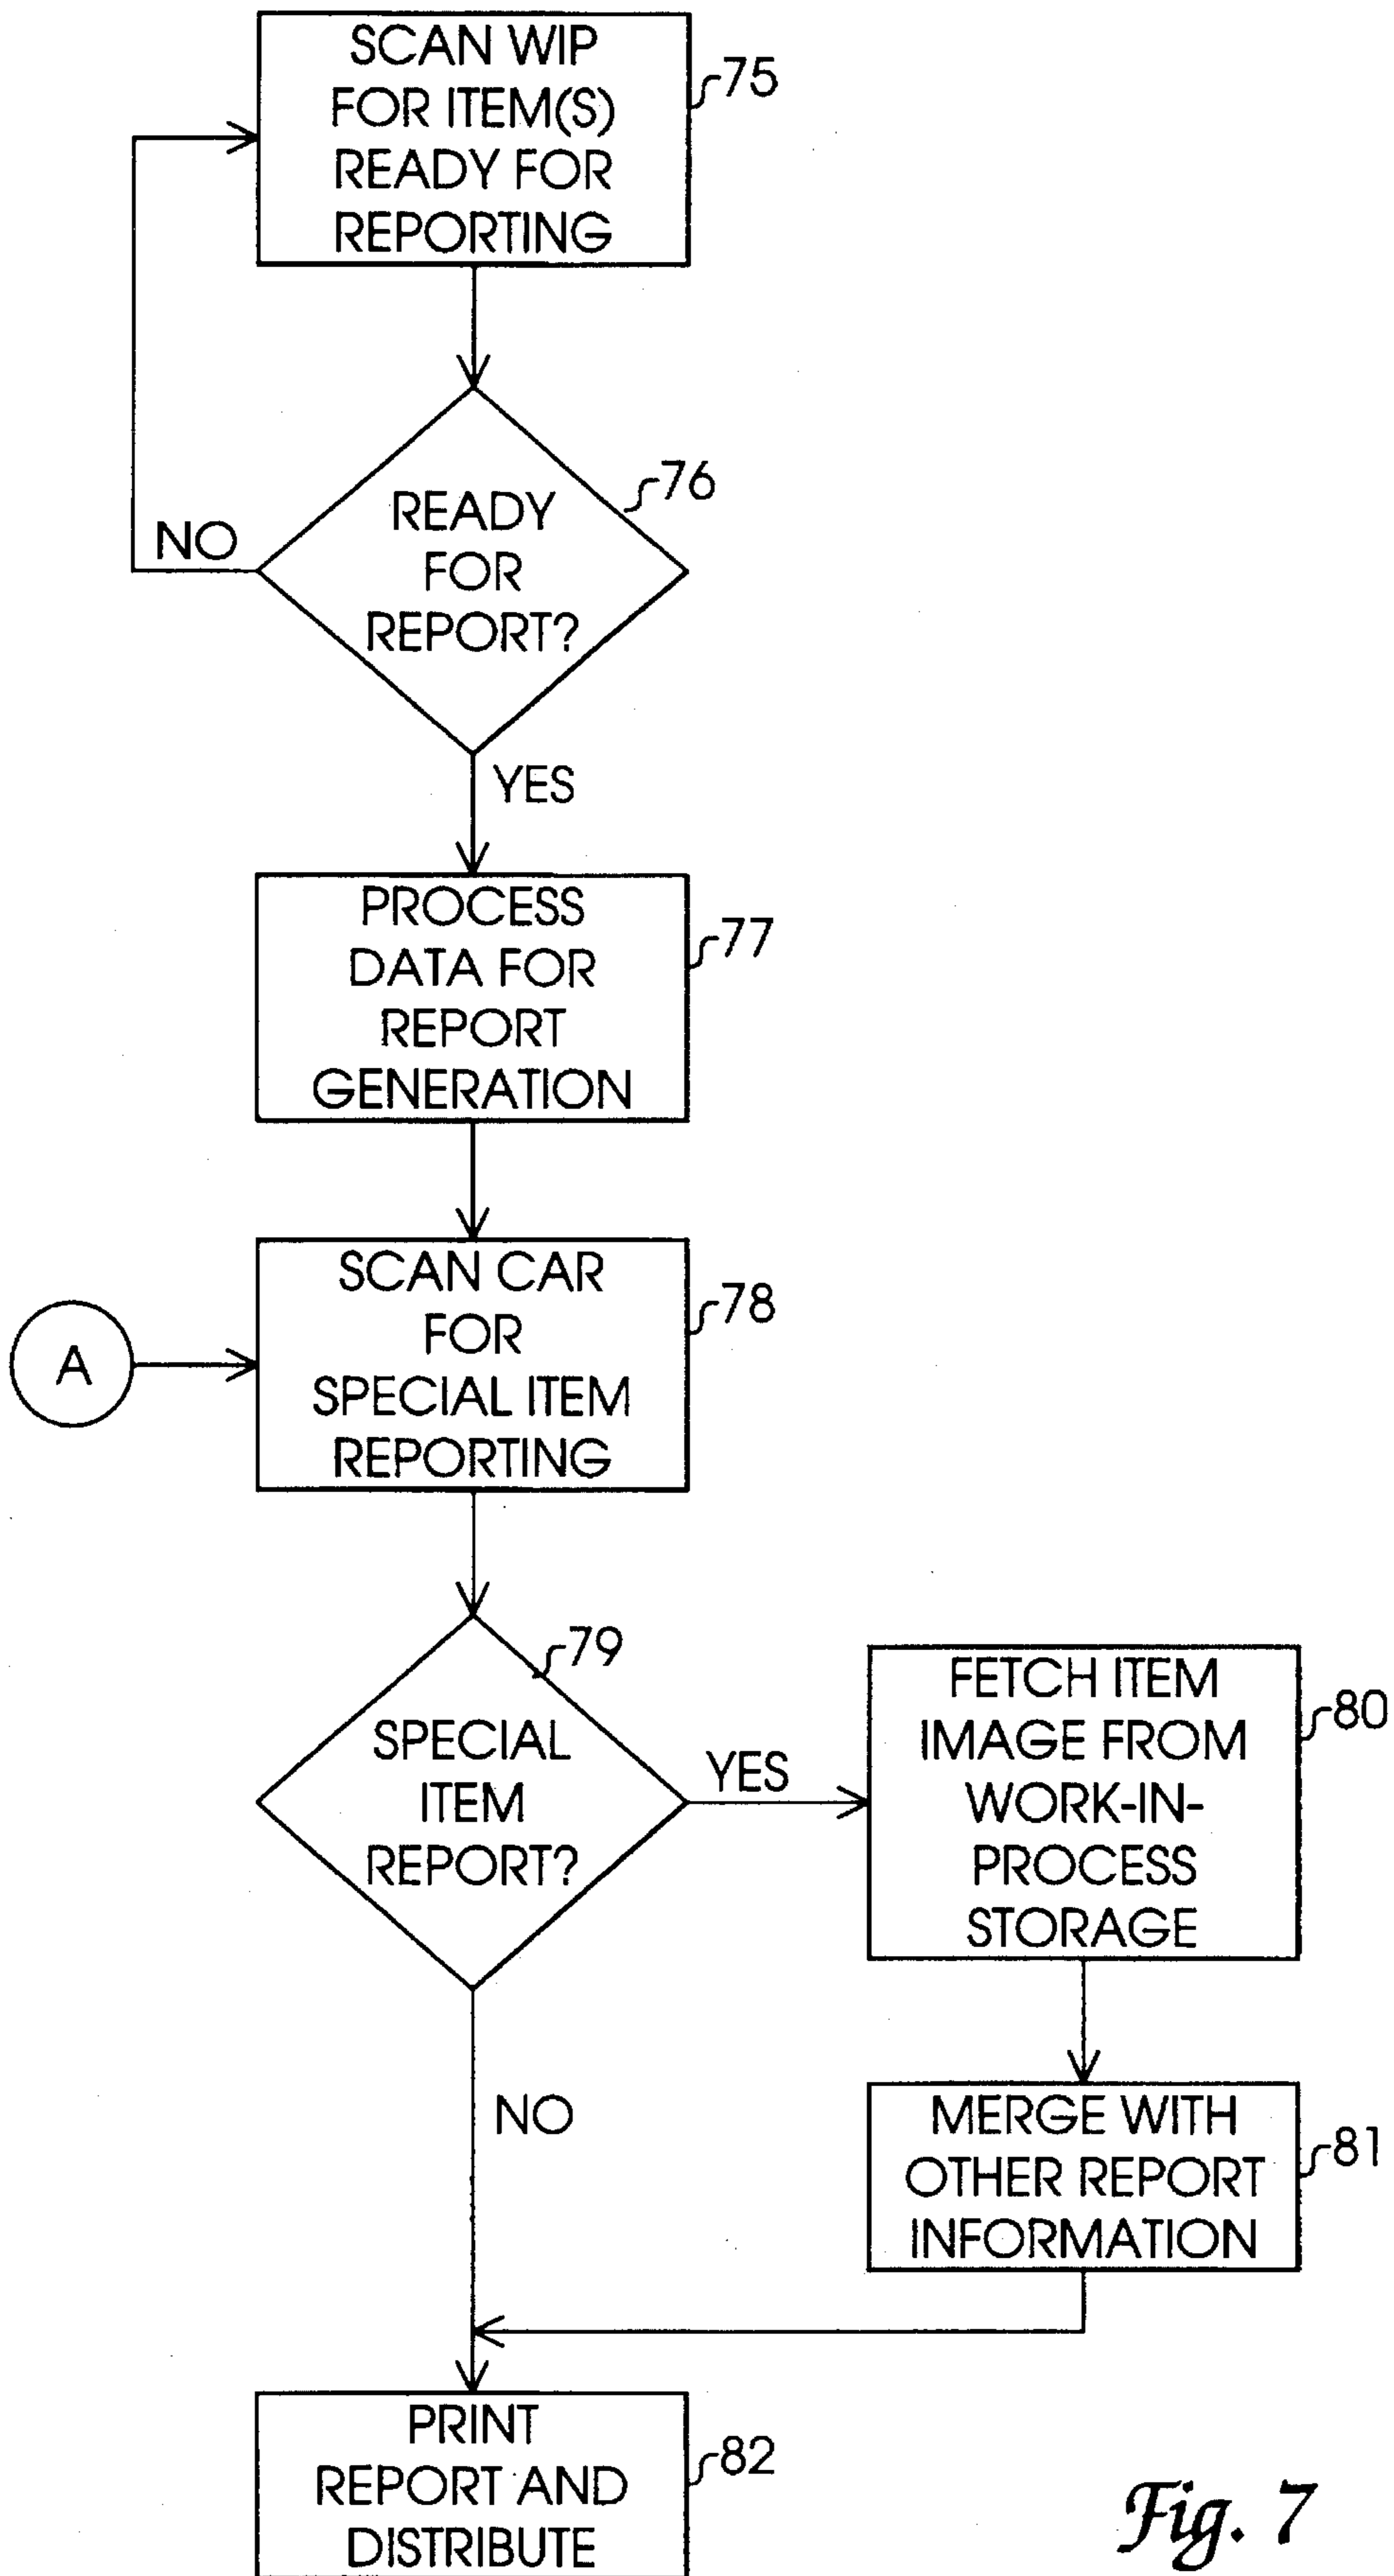 SCAN WIP
FOR ITEM(S)
READY FOR
REPORTING
75
READY
FOR
REPORT?
76
NO
YES
PROCESS
DATA FOR
REPORT
GENERATION
77
A
SCAN CAR
FOR
SPECIAL ITEM
REPORTING
78
SPECIAL
ITEM
REPORT?
79
YES
FETCH ITEM
IMAGE FROM
WORK-IN-
PROCESS
STORAGE
80
NO
MERGE WITH
OTHER REPORT
INFORMATION
81
PRINT
REPORT AND
DISTRIBUTE
82
Fig. 7